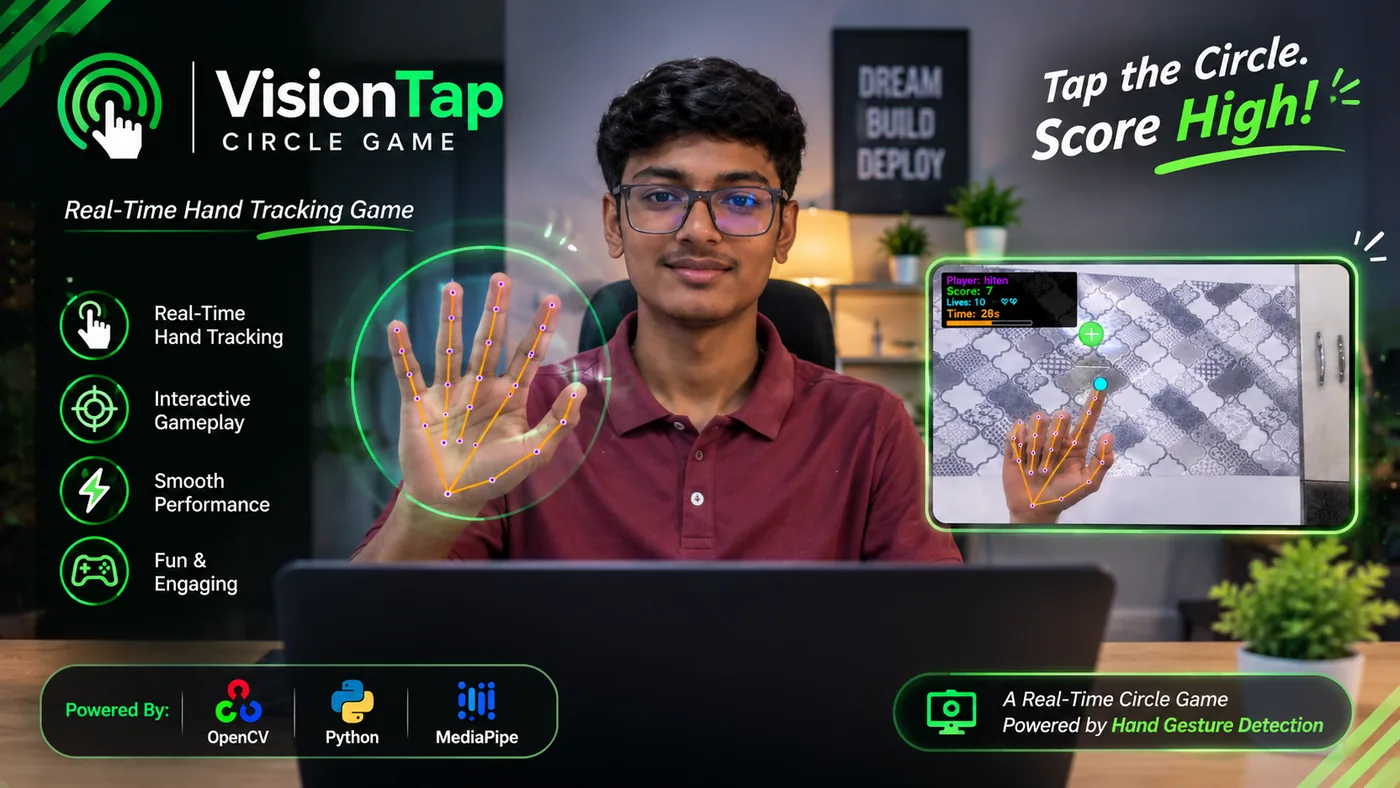 VisionTap
CIRCLE GAME
Real-Time Hand Tracking Game
Real-Time
Hand Tracking
Interactive
Gameplay
Smooth
Performance
Fun &
Engaging
DREAM
BUILD
DEPLOY
Tap the Circle.
Score High!
Player: hiten
Score: 7
Lives: 10
Time: 28s
Powered By:
OpenCV
Python
MediaPipe
A Real-Time Circle Game
Powered by Hand Gesture Detection